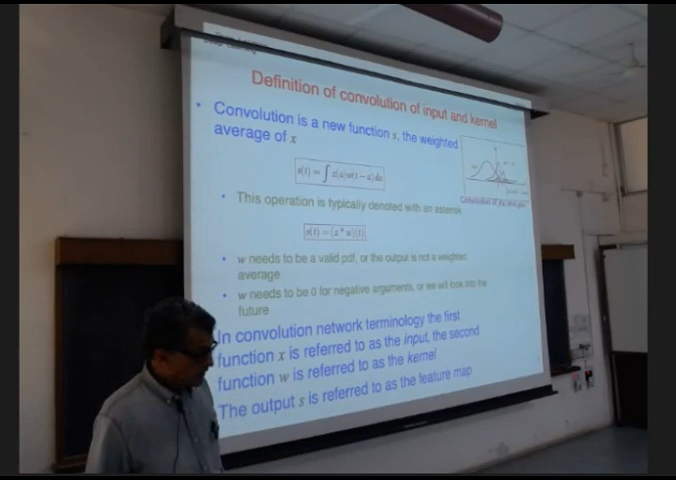 Deep Learning
Definition of convolution of input and kernel
• Convolution is a new function s, the weighted
average of x
s(t) = ∫ x(a)w(t − a)da
• This operation is typically denoted with an asterisk
s(t) = (x * w)(t)
• w needs to be a valid pdf, or the output is not a weighted
average
• w needs to be 0 for negative arguments, or we will look into the
future
In convolution network terminology the first
function x is referred to as the input, the second
function w is referred to as the kernel
The output s is referred to as the feature map